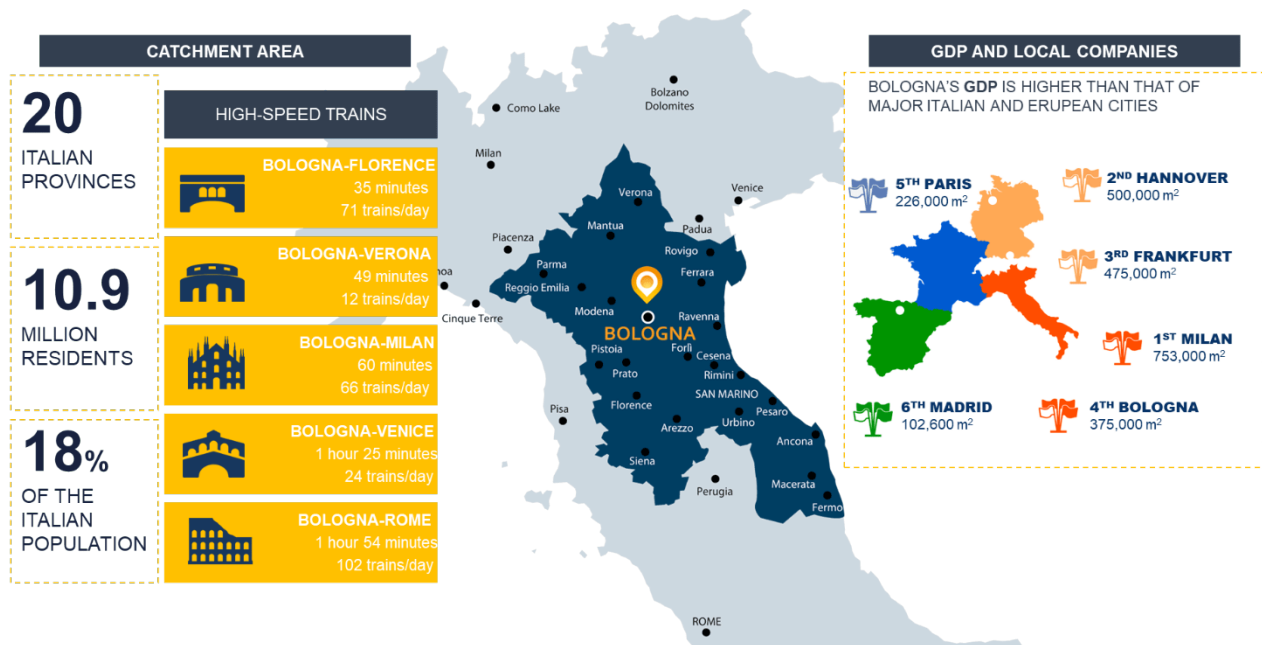 CATCHMENT AREA
20
ITALIAN
PROVINCES
10.9
MILLION
RESIDENTS
18%
OF THE
ITALIAN
POPULATION
HIGH-SPEED TRAINS
BOLOGNA-FLORENCE
35 minutes
71 trains/day
BOLOGNA-VERONA
49 minutes
12 trains/day
BOLOGNA-MILAN
60 minutes
66 trains/day
BOLOGNA-VENICE
1 hour 25 minutes
24 trains/day
BOLOGNA-ROME
1 hour 54 minutes
102 trains/day
Bolzano
Dolomites
Como Lake
Milan
Verona
Venice
Mantua
Padua
Piacenza
Rovigo
Parma
Ferrara
noa
Reggio Emilia
Modena
Cinque Terre
Ravenna
BOLOGNA
Pistoia
Forlì
Cesena
Prato
Rimini
Florence
SAN MARINO
Pisa
Pesaro
Arezzo
Urbino
Ancona
Siena
Perugia
Macerata
Fermo
ROME
GDP AND LOCAL COMPANIES
BOLOGNA'S GDP IS HIGHER THAN THAT OF
MAJOR ITALIAN AND ERUPEAN CITIES
5TH PARIS
226,000 m²
2ND HANNOVER
500,000 m²
3RD FRANKFURT
475,000 m²
1ST MILAN
753,000 m²
6TH MADRID
102,600 m²
4TH BOLOGNA
375,000 m²